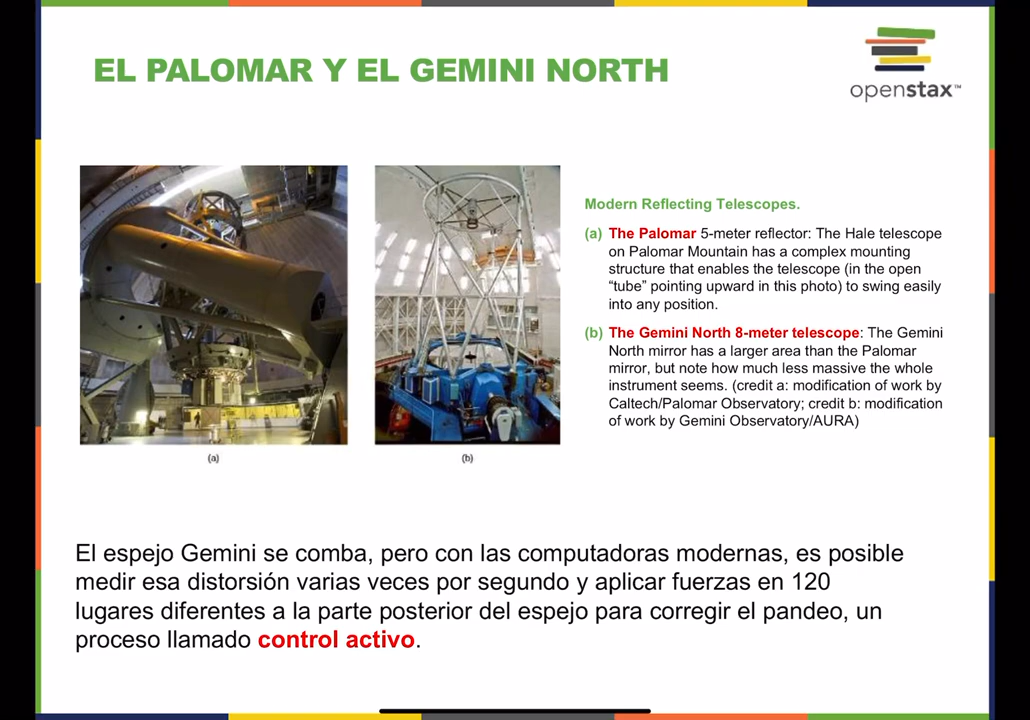 EL PALOMAR Y EL GEMINI NORTH
openstax™
Modern Reflecting Telescopes.
(a) The Palomar 5-meter reflector: The Hale telescope
on Palomar Mountain has a complex mounting
structure that enables the telescope (in the open
“tube” pointing upward in this photo) to swing easily
into any position.
(b) The Gemini North 8-meter telescope: The Gemini
North mirror has a larger area than the Palomar
mirror, but note how much less massive the whole
instrument seems. (credit a: modification of work by
Caltech/Palomar Observatory; credit b: modification
of work by Gemini Observatory/AURA)
(a)
(b)
El espejo Gemini se comba, pero con las computadoras modernas, es posible
medir esa distorsión varias veces por segundo y aplicar fuerzas en 120
lugares diferentes a la parte posterior del espejo para corregir el pandeo, un
proceso llamado control activo.